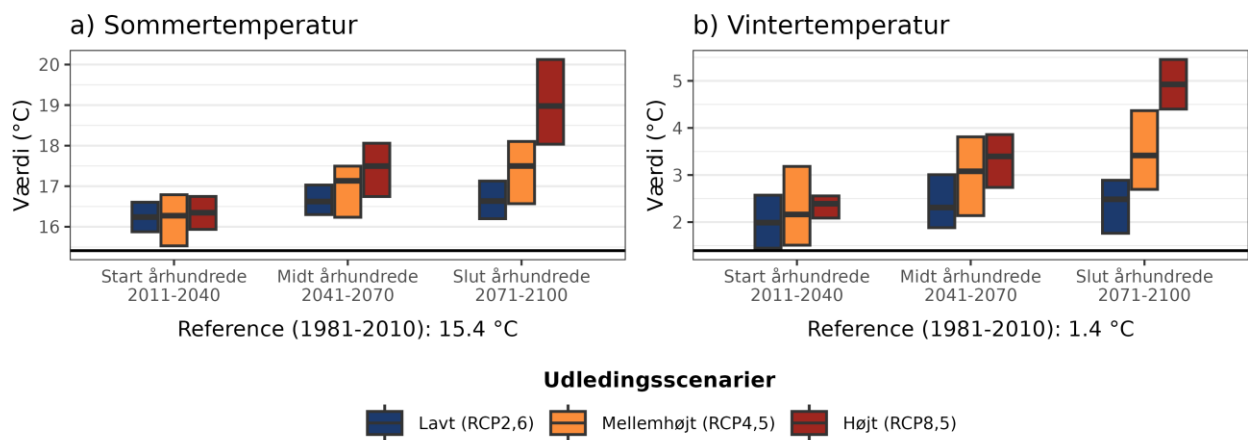 a) Sommertemperatur
Værdi (°C)
20
19
18
17
16
Start århundrede
2011-2040
Midt århundrede
2041-2070
Slut århundrede
2071-2100
Reference (1981-2010): 15.4 °C
b) Vintertemperatur
Værdi (°C)
5
4
3
2
Start århundrede
2011-2040
Midt århundrede
2041-2070
Slut århundrede
2071-2100
Reference (1981-2010): 1.4 °C
Udledingsscenarier
Lavt (RCP2,6)
Mellemhøjt (RCP4,5)
Højt (RCP8,5)